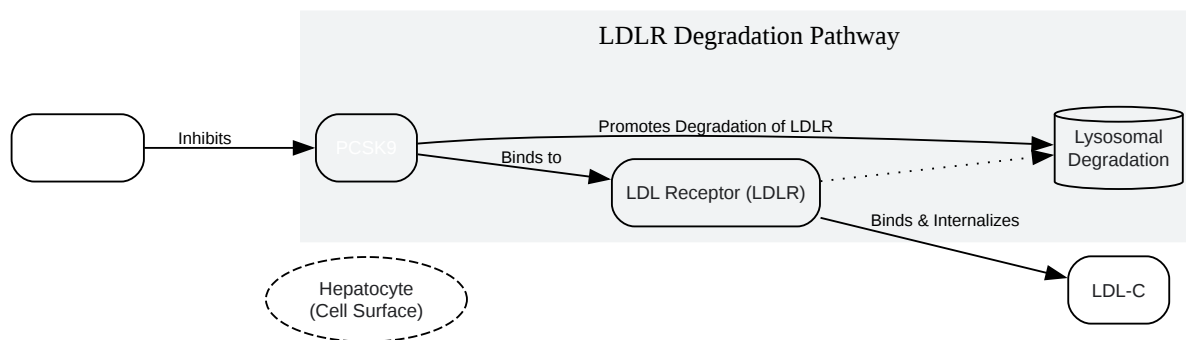 LDLR Degradation Pathway
Inhibits
PCSK9
Promotes Degradation of LDLR
Binds to
LDL Receptor (LDLR)
Lysosomal
Degradation
Binds & Internalizes
LDL-C
Hepatocyte
(Cell Surface)